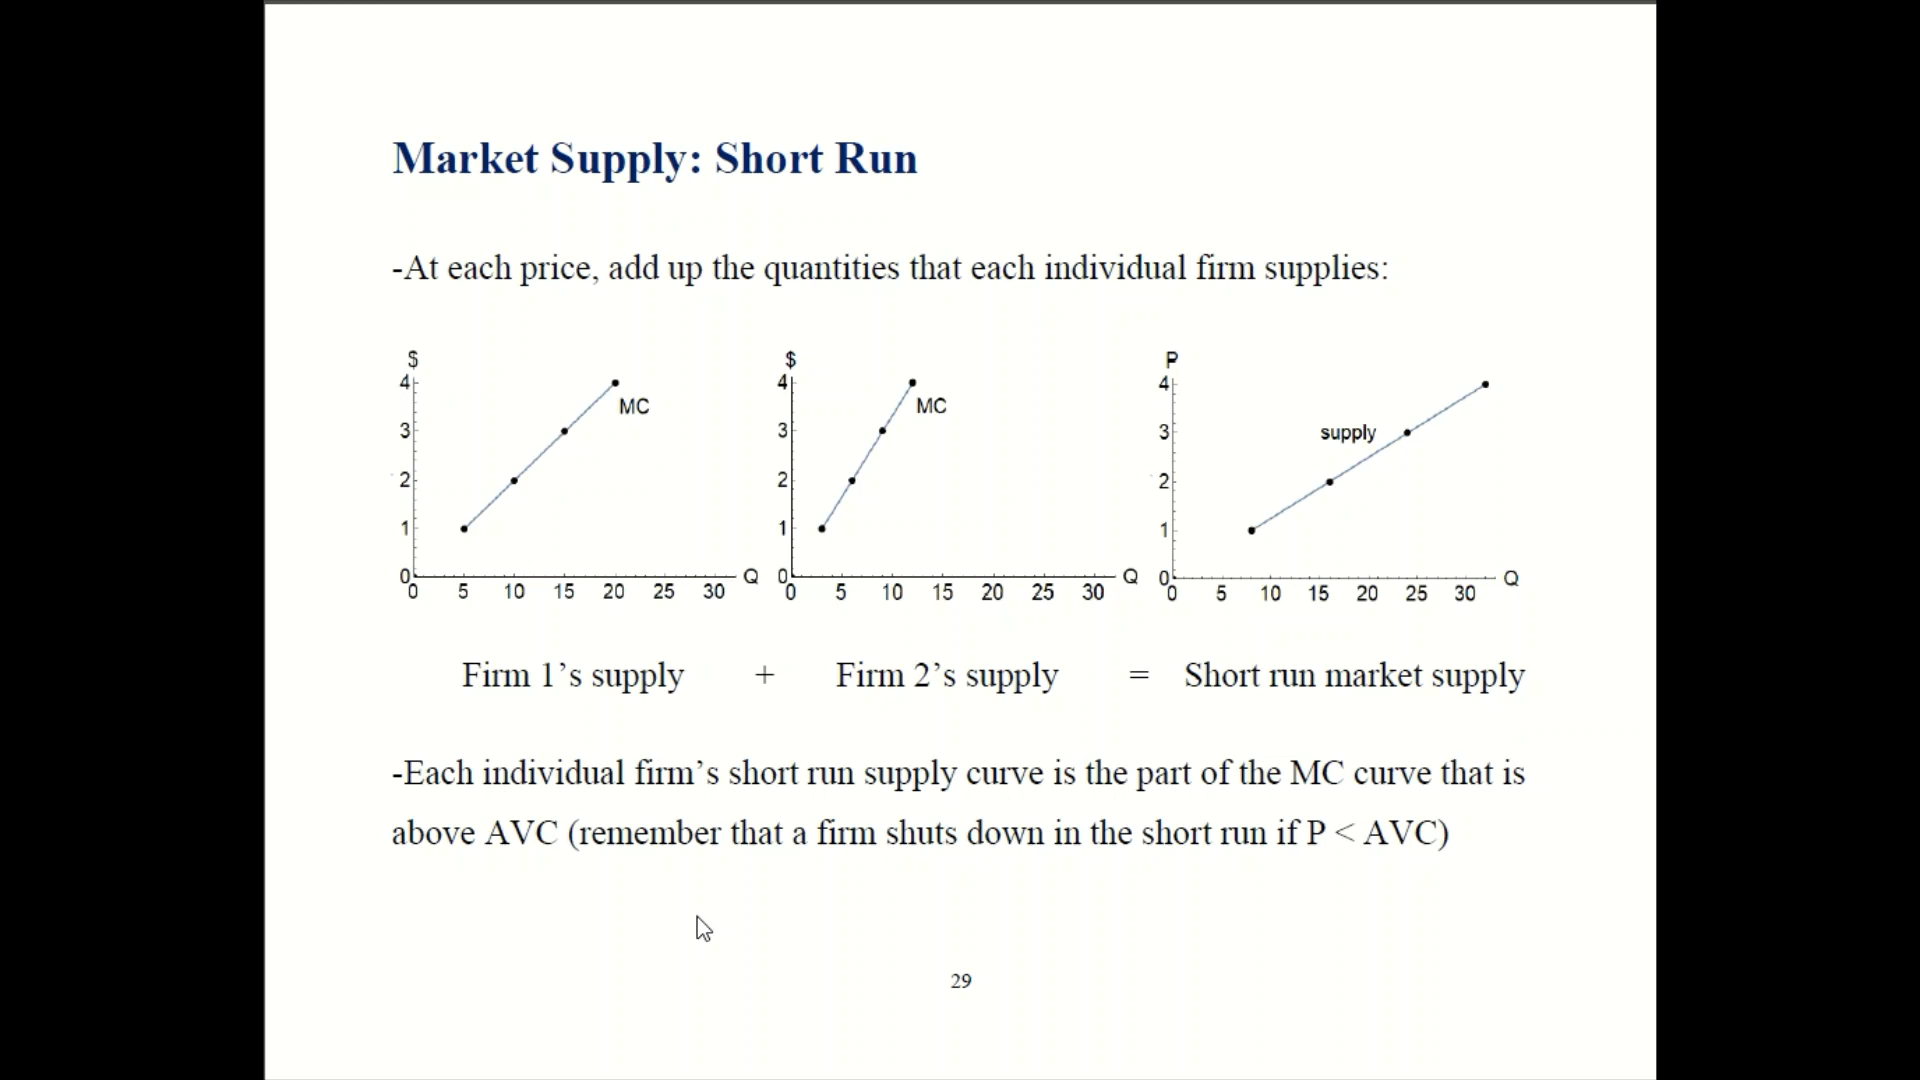 Market Supply: Short Run
-At each price, add up the quantities that each individual firm supplies:
$
4
3
2
1
0
MC
0 5 10 15 20 25 30
Q
$
4
3
2
1
0
MC
0 5 10 15 20 25 30
Q
P
4
3
2
1
0
supply
0 5 10 15 20 25 30
Q
Firm 1’s supply + Firm 2’s supply = Short run market supply
-Each individual firm’s short run supply curve is the part of the MC curve that is
above AVC (remember that a firm shuts down in the short run if P < AVC)
29